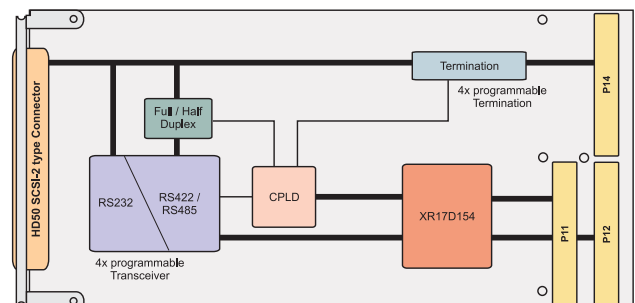 HD50 SCSI-2 type Connector
Termination
4x programmable
Termination
P14
Full / Half
Duplex
RS232
RS422 /
RS485
CPLD
XR17D154
P11
P12
4x programmable
Transceiver